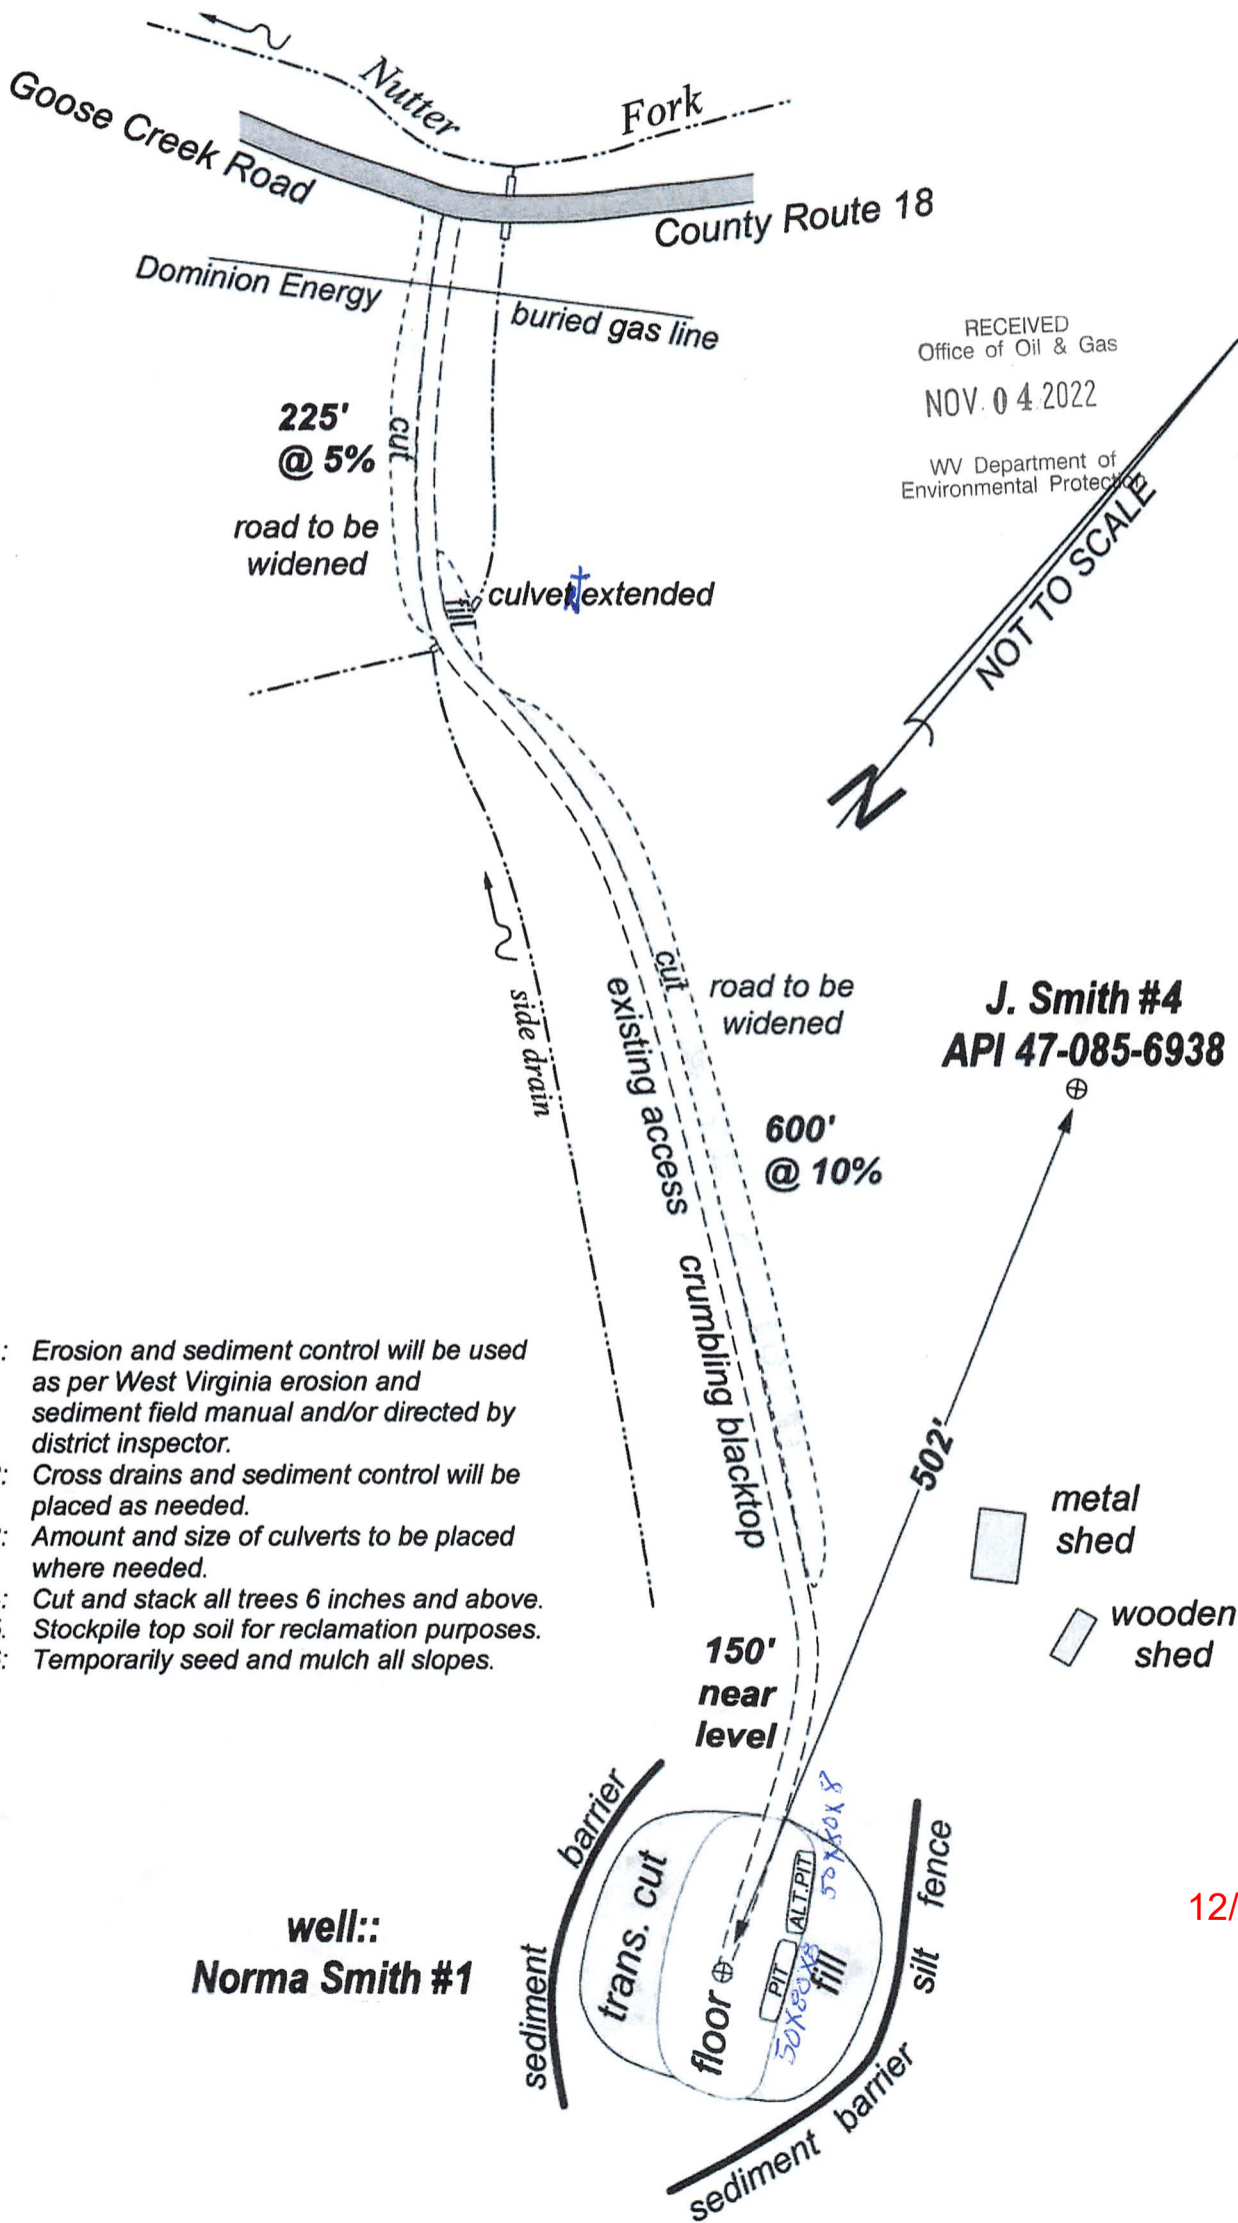 Nutter
Fork
Goose Creek Road
County Route 18
Dominion Energy
buried gas line
RECEIVED
Office of Oil & Gas
NOV. 04 2022
WV Department of
Environmental Protection
NOT TO SCALE
N
225'
@ 5%
cut
road to be
widened
fill
culvert extended
side drain
cut
existing access
crumbling blacktop
road to be
widened
600'
@ 10%
J. Smith #4
API 47-085-6938
502'
metal
shed
wooden
shed
: Erosion and sediment control will be used
as per West Virginia erosion and
sediment field manual and/or directed by
district inspector.
: Cross drains and sediment control will be
placed as needed.
: Amount and size of culverts to be placed
where needed.
: Cut and stack all trees 6 inches and above.
. Stockpile top soil for reclamation purposes.
: Temporarily seed and mulch all slopes.
150'
near
level
well::
Norma Smith #1
sediment barrier
trans. cut
floor
PIT
50X80X8
ALT.PIT
50X80X8
fill
silt fence
sediment barrier
12/